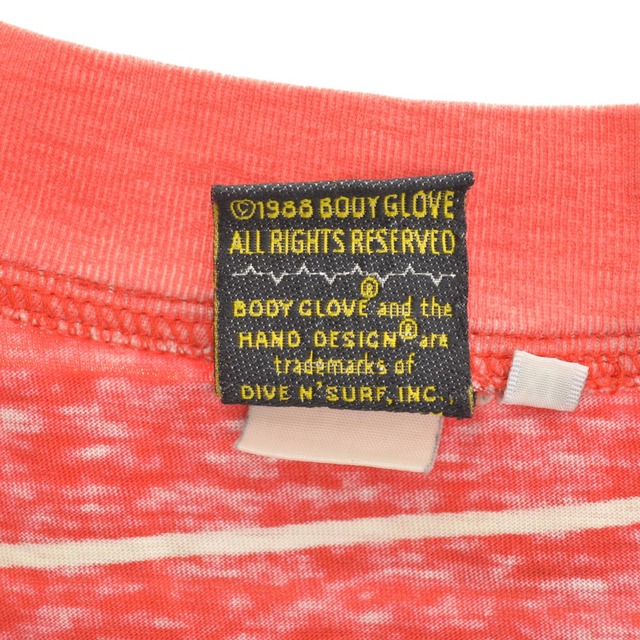 ©1988 BODY GLOVE
ALL RIGHTS RESERVED
BODY GLOVE® and the
HAND DESIGN® are
trademarks of
DIVE N' SURF, INC.,